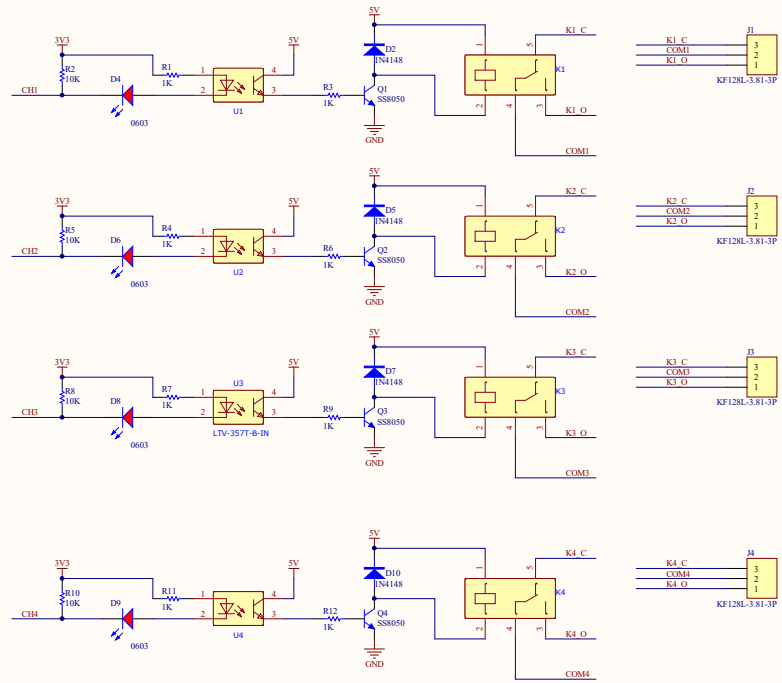 5V
K1_C
J1
3V3
5V
D2
1N4148
1
5
K1_C
3
COM1
2
K1_O
1
KF128L-3.81-3P
R2
10K
R1
1K
1
4
K1
CH1
D4
2
3
R3
1K
Q1
SS8050
2
4
3
K1_O
0603
U1
GND
COM1
5V
K2_C
J2
3V3
5V
D5
1N4148
1
5
K2_C
3
COM2
2
K2_O
1
KF128L-3.81-3P
R5
10K
R4
1K
1
4
K2
CH2
D6
2
3
R6
1K
Q2
SS8050
2
4
3
K2_O
0603
U2
GND
COM2
5V
K3_C
J3
3V3
5V
D7
1N4148
1
5
K3_C
3
COM3
2
K3_O
1
KF128L-3.81-3P
R8
10K
R7
1K
U3
1
4
K3
CH3
D8
2
3
R9
1K
Q3
SS8050
2
4
3
K3_O
0603
LTV-357T-B-IN
GND
COM3
5V
K4_C
J4
3V3
5V
D10
1N4148
1
5
K4_C
3
COM4
2
K4_O
1
KF128L-3.81-3P
R10
10K
R11
1K
1
4
K4
CH4
D9
2
3
R12
1K
Q4
SS8050
2
4
3
K4_O
0603
U4
GND
COM4